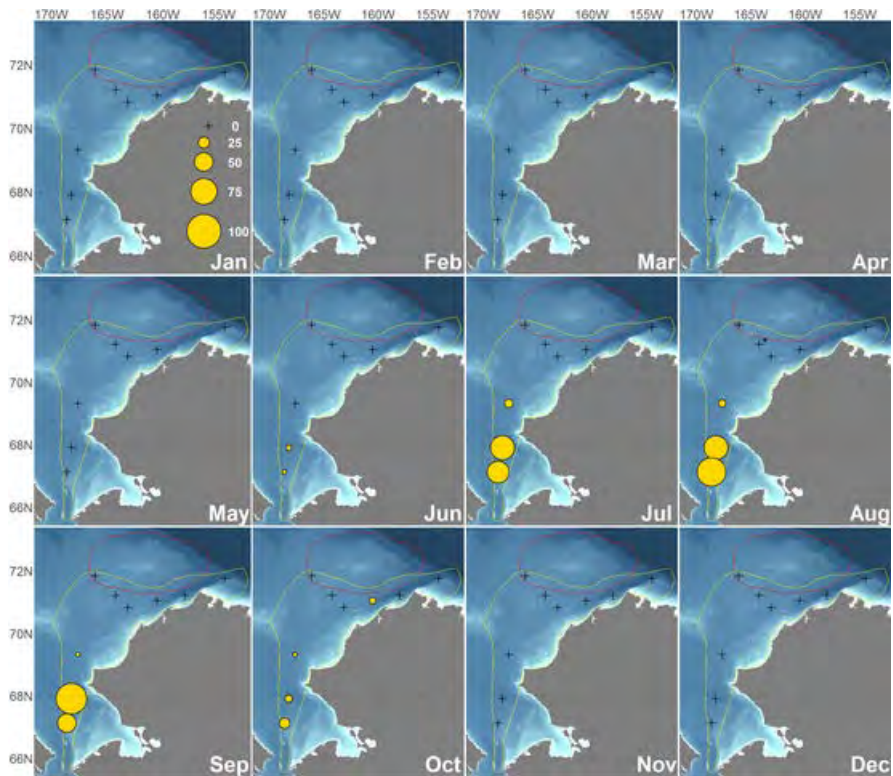 170W 165W 160W 155W 170W 165W 160W 155W 170W 165W 160W 155W 170W 165W 160W 155W
72N
70N
68N
66N
0
25
50
75
100
Jan Feb Mar Apr
72N
70N
68N
66N
May Jun Jul Aug
72N
70N
68N
66N
Sep Oct Nov Dec